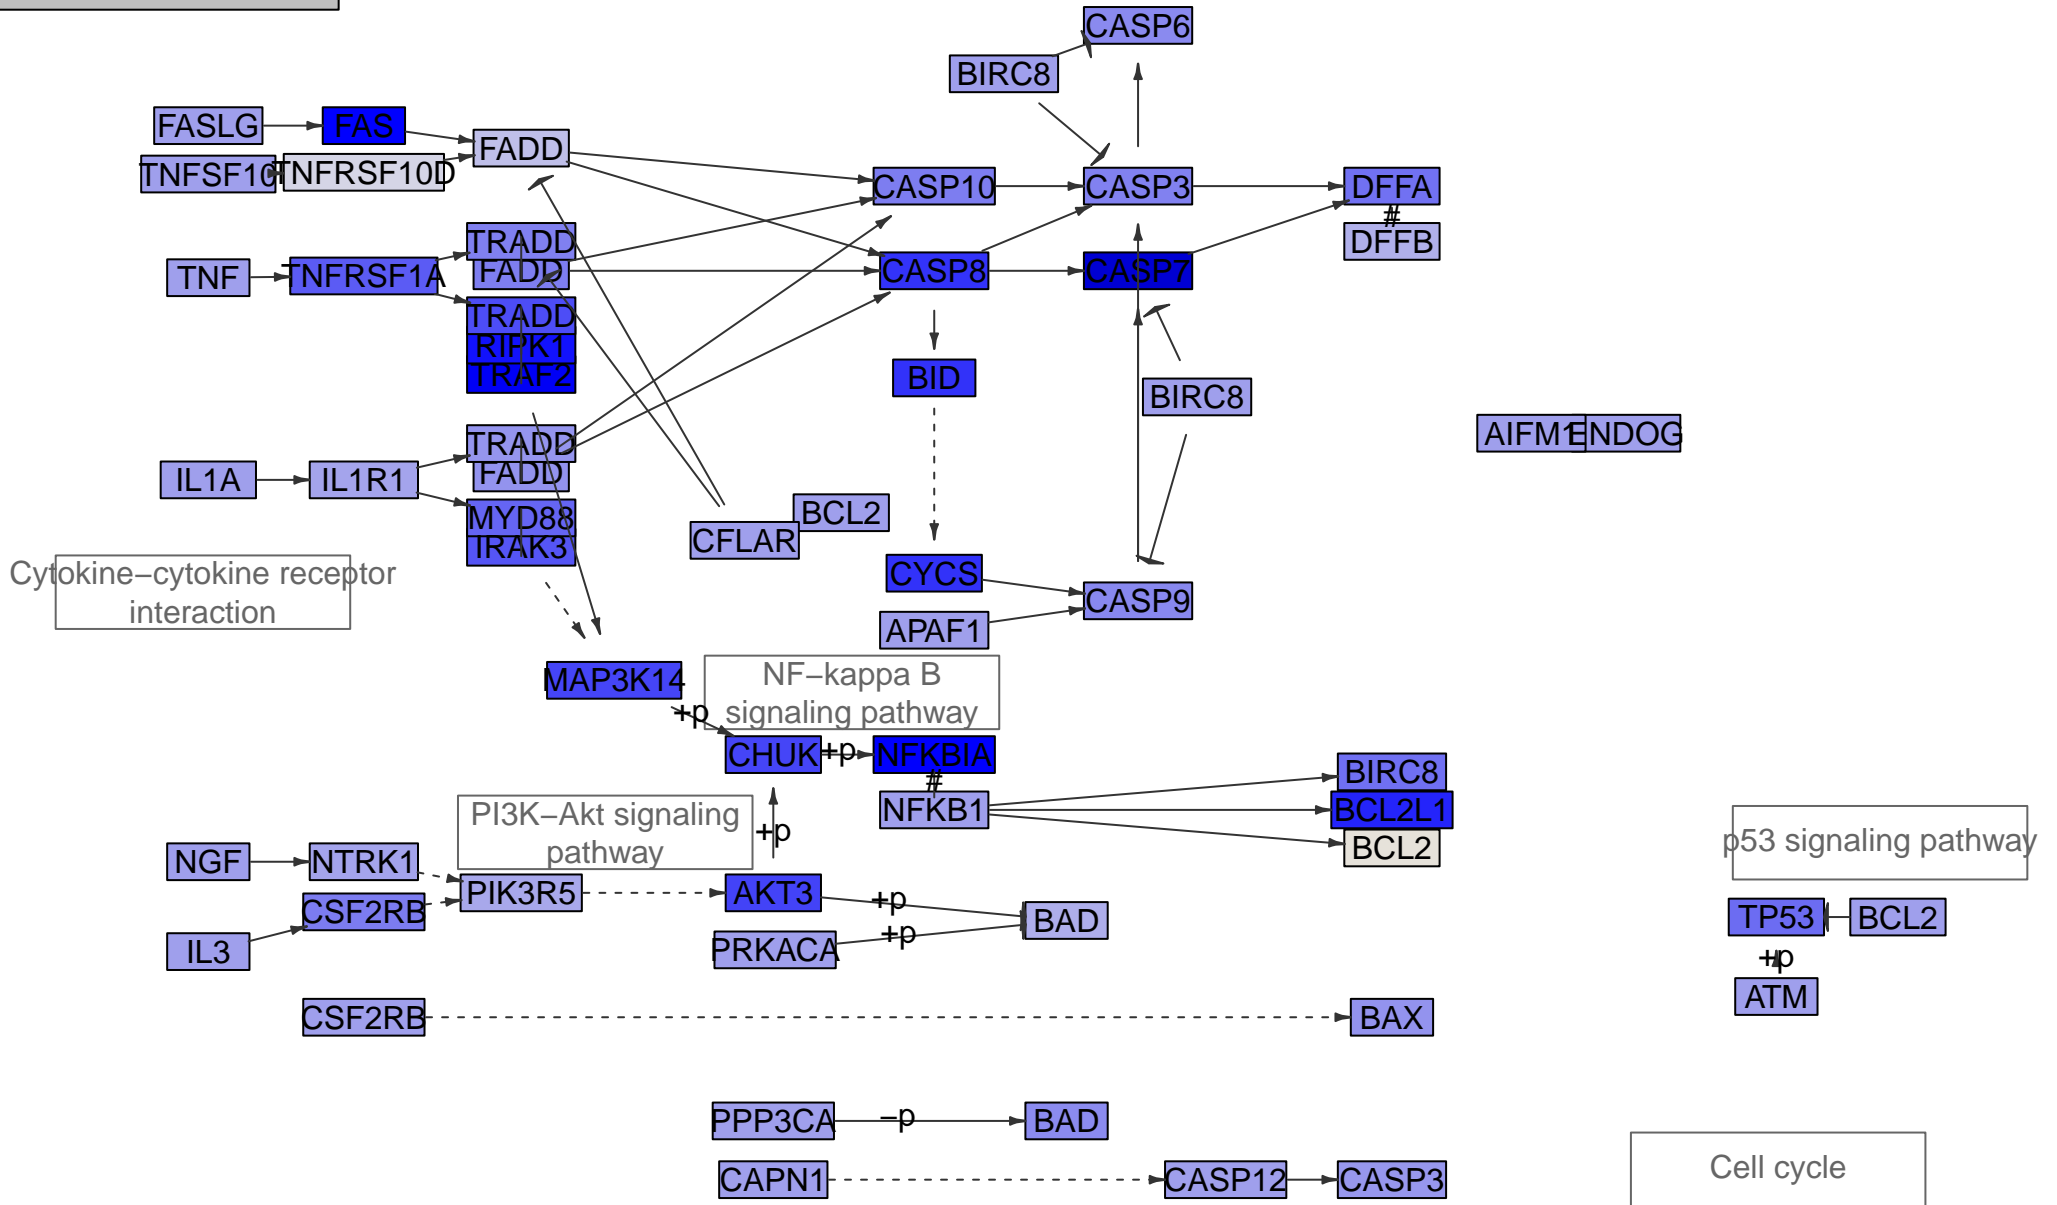 CASP6
BIRC8
FASLG
FAS
FADD
TNFSF10
TNFRSF10D
CASP10
CASP3
DFFA
#
DFFB
TRADD
FADD
TNF
TNFRSF1A
CASP8
CASP7
TRADD
RIPK1
TRAF2
BID
BIRC8
AIFM1
ENDOG
TRADD
FADD
IL1A
IL1R1
MYD88
IRAK3
BCL2
CFLAR
Cytokine−cytokine receptor
interaction
CYCS
CASP9
APAF1
MAP3K14
NF−kappa B
signaling pathway
+p
CHUK
+p
NFKBIA
#
NFKB1
BIRC8
BCL2L1
BCL2
PI3K−Akt signaling
pathway
+p
p53 signaling pathway
NGF
NTRK1
PIK3R5
AKT3
+p
BAD
CSF2RB
IL3
PRKACA
+p
TP53
BCL2
+p
ATM
CSF2RB
BAX
PPP3CA
−p
BAD
CAPN1
CASP12
CASP3
Cell cycle